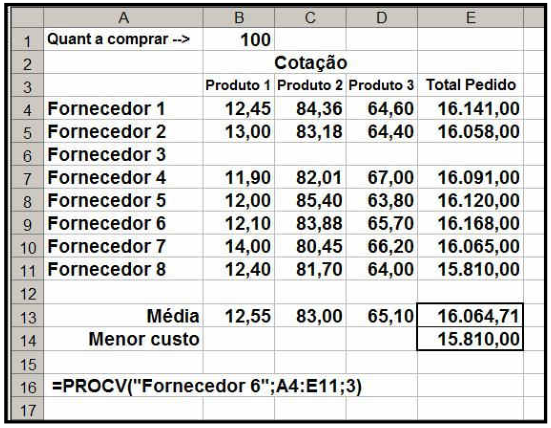 A B C D E
1 Quant a comprar --> 100
2 Cotação
3 Produto 1 Produto 2 Produto 3 Total Pedido
4 Fornecedor 1 12,45 84,36 64,60 16.141,00
5 Fornecedor 2 13,00 83,18 64,40 16.058,00
6 Fornecedor 3
7 Fornecedor 4 11,90 82,01 67,00 16.091,00
8 Fornecedor 5 12,00 85,40 63,80 16.120,00
9 Fornecedor 6 12,10 83,88 65,70 16.168,00
10 Fornecedor 7 14,00 80,45 66,20 16.065,00
11 Fornecedor 8 12,40 81,70 64,00 15.810,00
12
13 Média 12,55 83,00 65,10 16.064,71
14 Menor custo 15.810,00
15
16 =PROCV("Fornecedor 6";A4:E11;3)
17